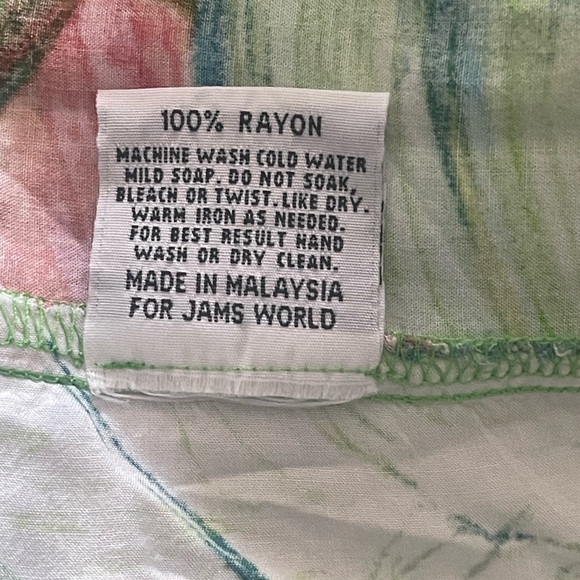 100% RAYON
MACHINE WASH COLD WATER
MILD SOAP. DO NOT SOAK,
BLEACH OR TWIST. LIKE DRY.
WARM IRON AS NEEDED.
FOR BEST RESULT HAND
WASH OR DRY CLEAN.
MADE IN MALAYSIA
FOR JAMS WORLD